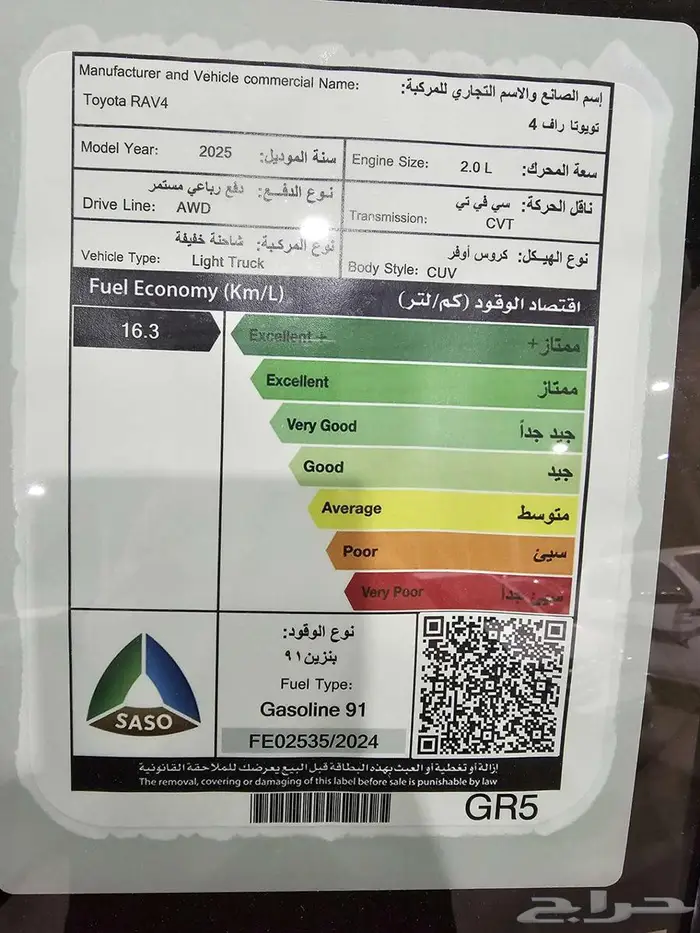 Manufacturer and Vehicle commercial Name: إسم الصانع والاسم التجاري للمركبة:
Toyota RAV4 تويوتا راف 4
Model Year: 2025 سنة الموديل:
Engine Size: 2.0 L سعة المحرك:
نوع الدفـع: دفع رباعي مستمر
Drive Line: AWD
ناقل الحركة: سي في تي
Transmission: CVT
نوع المركبة: شاحنة خفيفة
Vehicle Type: Light Truck
نوع الهيكل: كروس أوفر
Body Style: CUV
Fuel Economy (Km/L) اقتصاد الوقود (كم/لتر)
16.3
Excellent + ممتاز+
Excellent ممتاز
Very Good جيد جداً
Good جيد
Average متوسط
Poor سيئ
Very Poor سيئ جداً
SASO
نوع الوقود:
بنزين٩١
Fuel Type:
Gasoline 91
FE02535/2024
إزالة أو تغطية أو العبث بهذه البطاقة قبل البيع يعرضك للملاحقة القانونية
The removal, covering or damaging of this label before sale is punishable by law
GR5
حراج